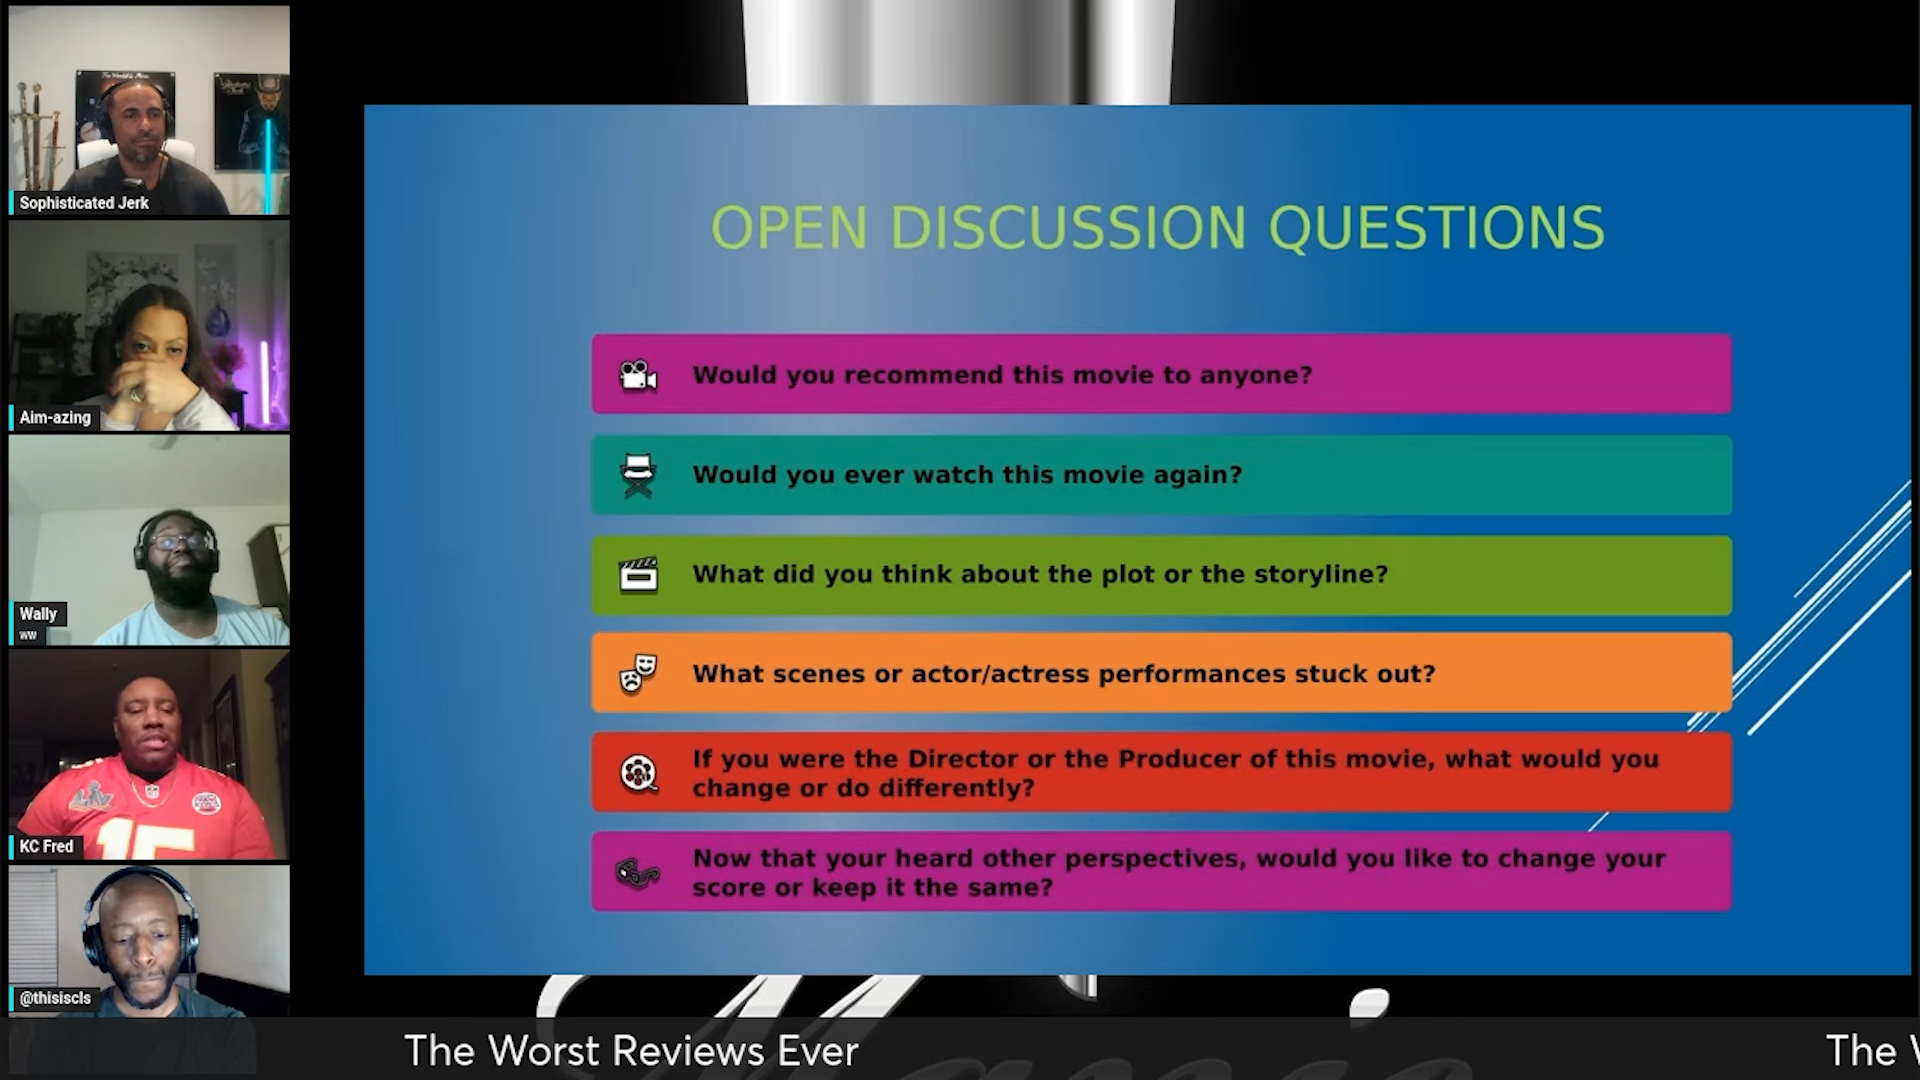 Sophisticated Jerk
Aim-azing
Wally
ww
KC Fred
@thisiscls
OPEN DISCUSSION QUESTIONS
Would you recommend this movie to anyone?
Would you ever watch this movie again?
What did you think about the plot or the storyline?
What scenes or actor/actress performances stuck out?
If you were the Director or the Producer of this movie, what would you
change or do differently?
Now that your heard other perspectives, would you like to change your
score or keep it the same?
The Worst Reviews Ever
The